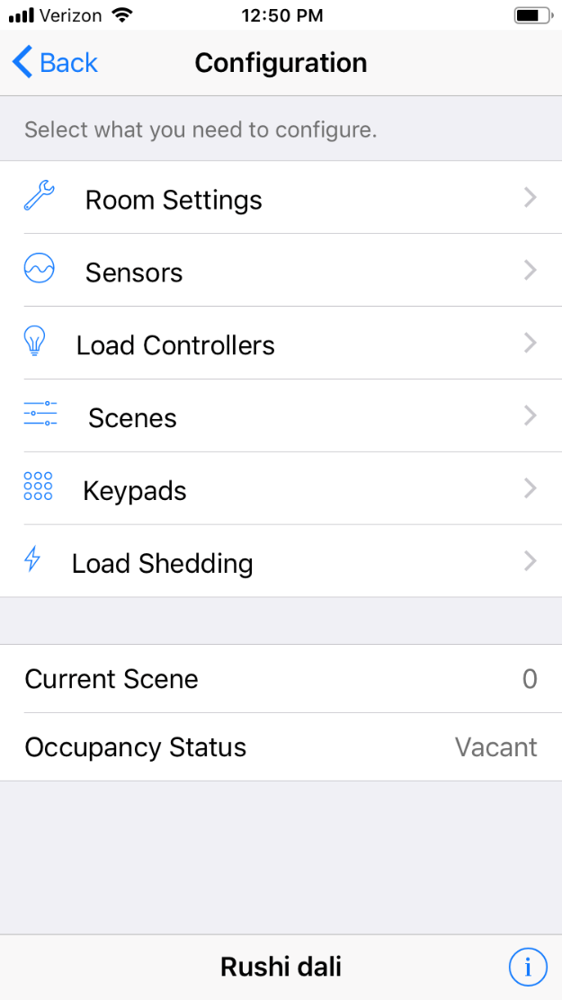 Verizon 12:50 PM
Back Configuration
Select what you need to configure.
Room Settings
Sensors
Load Controllers
Scenes
Keypads
Load Shedding
Current Scene 0
Occupancy Status Vacant
Rushi dali i